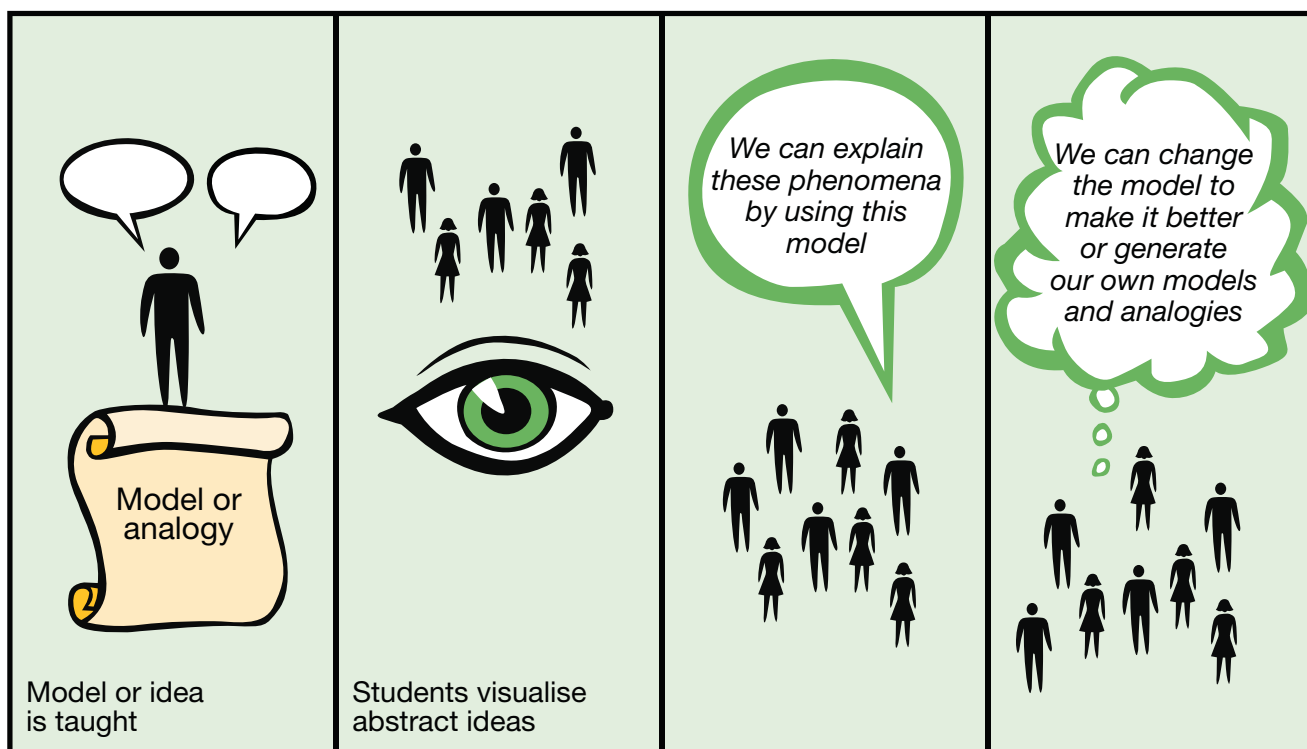 Model or
analogy
Model or idea
is taught
Students visualise
abstract ideas
We can explain
these phenomena
by using this
model
We can change
the model to
make it better
or generate
our own models
and analogies